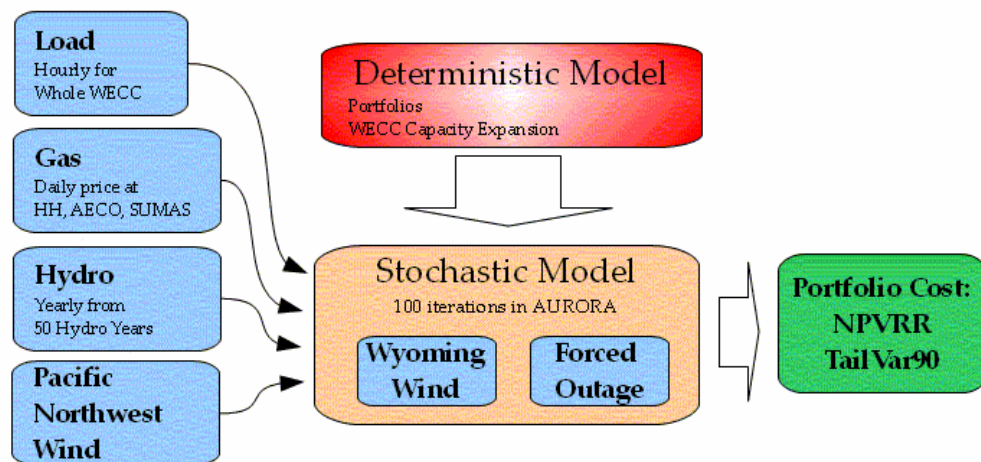 Load
Hourly for
Whole WECC
Gas
Daily price at
HH, AECO, SUMAS
Hydro
Yearly from
50 Hydro Years
Pacific
Northwest
Wind
Deterministic Model
Portfolios
WECC Capacity Expansion
Stochastic Model
100 iterations in AURORA
Wyoming
Wind
Forced
Outage
Portfolio Cost:
NPVRR
TailVar90